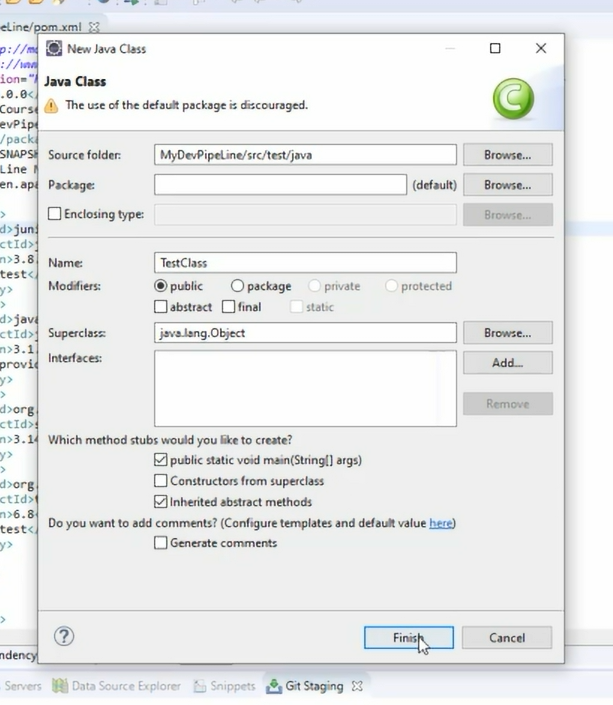 eLine/pom.xml
New Java Class
Java Class
The use of the default package is discouraged.
Source folder: MyDevPipeLine/src/test/java Browse...
Package: (default) Browse...
Enclosing type: Browse...
Name: TestClass
Modifiers: public package private protected
abstract final static
Superclass: java.lang.Object Browse...
Interfaces: Add...
Remove
Which method stubs would you like to create?
public static void main(String[] args)
Constructors from superclass
Inherited abstract methods
Do you want to add comments? (Configure templates and default value here)
Generate comments
? Finish Cancel
ndency
Servers Data Source Explorer Snippets Git Staging